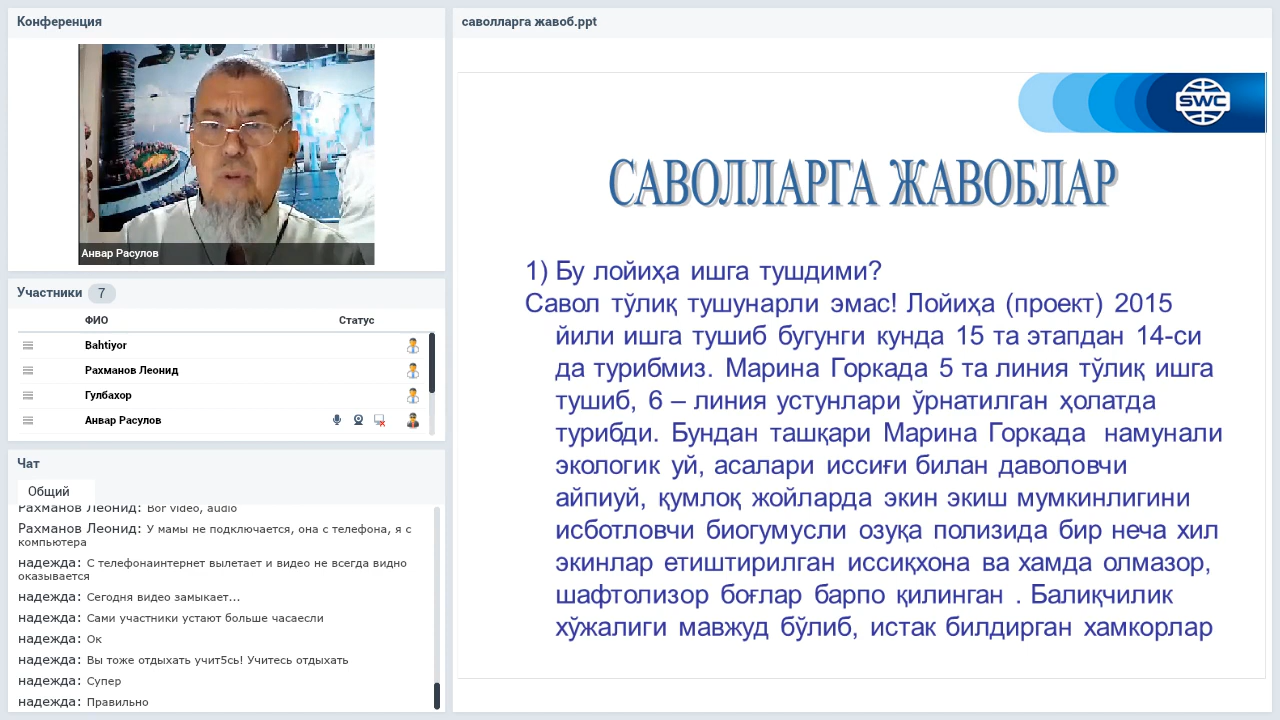 Конференция
Анвар Расулов
Участники 7
ФИО Статус
Bahtiyor
Рахманов Леонид
Гулбахор
Анвар Расулов
Чат
Общий
Рахманов Леонид: Bor video, audio
Рахманов Леонид: У мамы не подключается, она с телефона, я с
компьютера
надежда: С телефонаинтернет вылетает и видео не всегда видно
оказывается
надежда: Сегодня видео замыкает...
надежда: Сами участники устают больше часаесли
надежда: Ок
надежда: Вы тоже отдыхать учит5сь! Учитесь отдыхать
надежда: Супер
надежда: Правильно
саволларга жавоб.ppt
SWC
САВОЛЛАРГА ЖАВОБЛАР
1) Бу лойиҳа ишга тушдими?
Савол тўлиқ тушунарли эмас! Лойиҳа (проект) 2015
йили ишга тушиб бугунги кунда 15 та этапдан 14-си
да турибмиз. Марина Горкада 5 та линия тўлиқ ишга
тушиб, 6 – линия устунлари ўрнатилган ҳолатда
турибди. Бундан ташқари Марина Горкада намунали
экологик уй, асалари иссиғи билан даволовчи
айпиуй, қумлоқ жойларда экин экиш мумкинлигини
исботловчи биогумусли озуқа полизида бир неча хил
экинлар етиштирилган иссиқхона ва хамда олмазор,
шафтолизор боғлар барпо қилинган . Балиқчилик
хўжалиги мавжуд бўлиб, истак билдирган хамкорлар